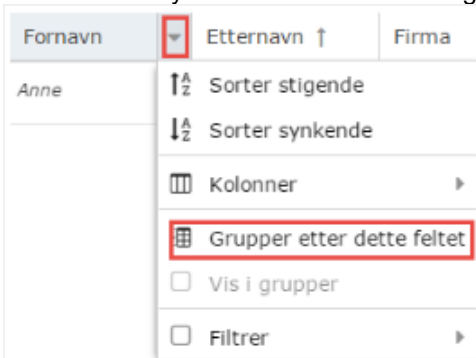 Fornavn Etternavn ↑ Firma
Anne
Sorter stigende
Sorter synkende
Kolonner
Grupper etter dette feltet
Vis i grupper
Filtrer